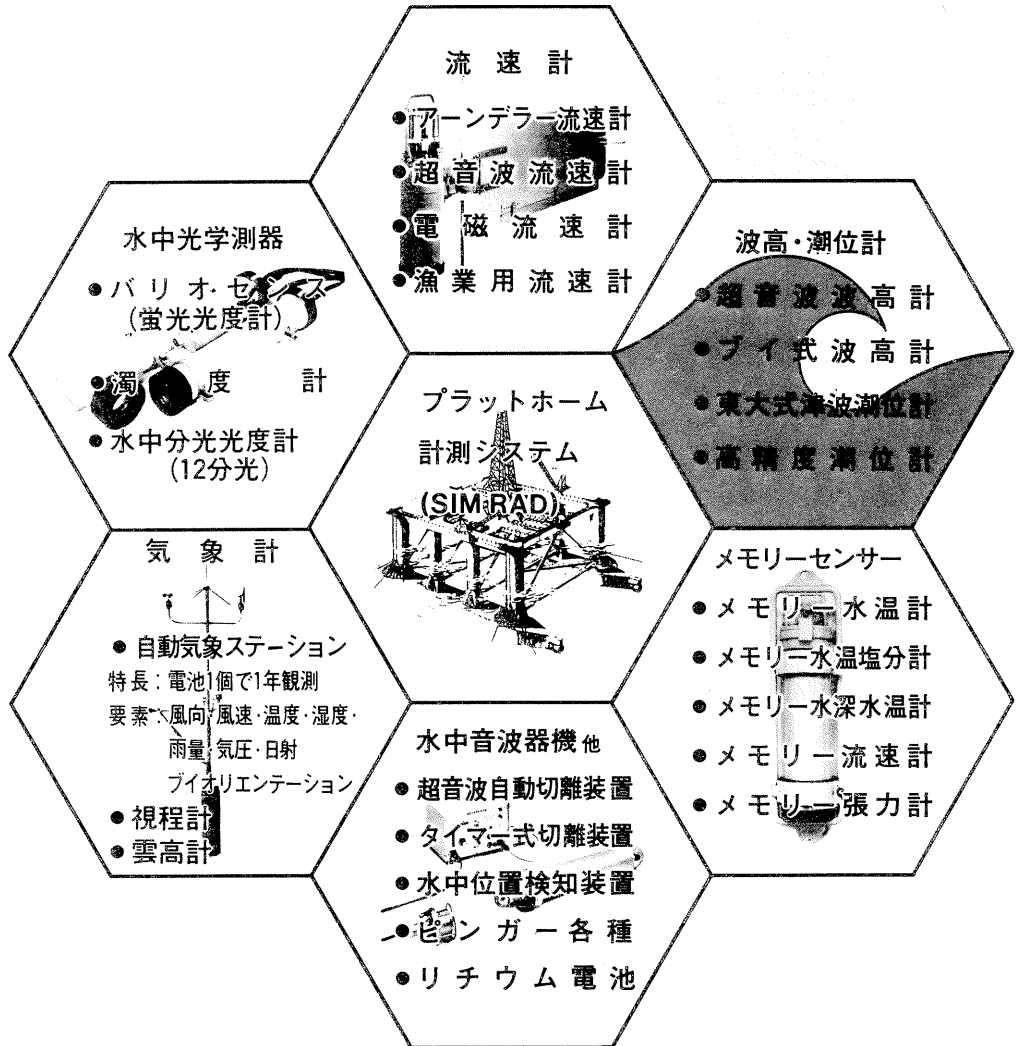 流速計
●アーンデラー流速計
●超音波流速計
●電磁流速計
●漁業用流速計
水中光学測器
●バリオ・センス
(蛍光光度計)
●濁度計
●水中分光光度計
(12分光)
波高・潮位計
●超音波波高計
●ブイ式波高計
●東大式津波潮位計
●高精度潮位計
プラットホーム
計測システム
(SIMRAD)
気象計
●自動気象ステーション
特長:電池1個で1年観測
要素:風向・風速・温度・湿度・
雨量・気圧・日射
ブイオリエンテーション
●視程計
●雲高計
メモリーセンサー
●メモリー水温計
●メモリー水温塩分計
●メモリー水深水温計
●メモリー流速計
●メモリー張力計
水中音波器機他
●超音波自動切離装置
●タイマー式切離装置
●水中位置検知装置
●ピンガー各種
●リチウム電池